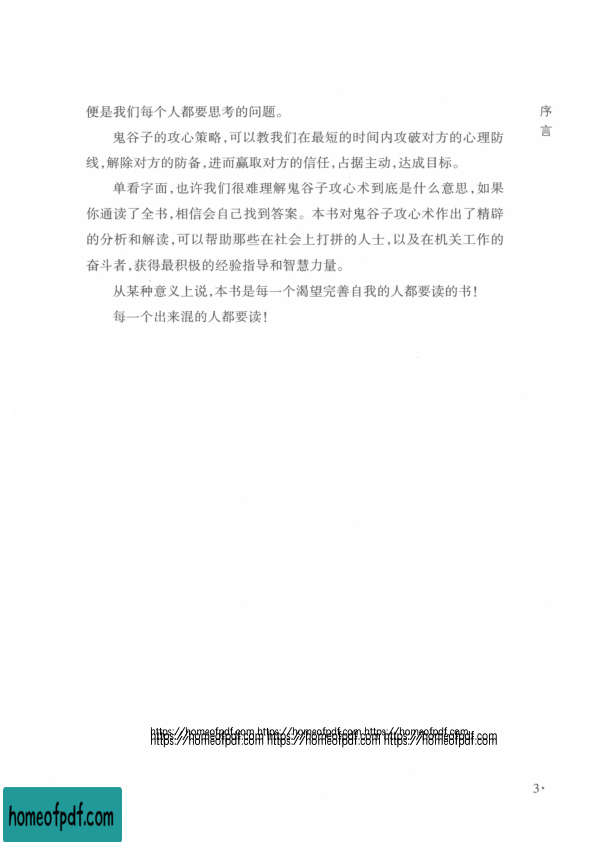 便是我们每个人都要思考的问题。
鬼谷子的攻心策略,可以教我们在最短的时间内攻破对方的心理防
线,解除对方的防备,进而赢取对方的信任,占据主动,达成目标。
单看字面,也许我们很难理解鬼谷子攻心术到底是什么意思,如果
你通读了全书,相信会自己找到答案。本书对鬼谷子攻心术作出了精辟
的分析和解读,可以帮助那些在社会上打拼的人士,以及在机关工作的
奋斗者,获得最积极的经验指导和智慧力量。
从某种意义上说,本书是每一个渴望完善自我的人都要读的书!
每一个出来混的人都要读!
序
言
https://homeofpdf.com https://homeofpdf.com https://homeofpdf.com
https://homeofpdf.com https://homeofpdf.com https://homeofpdf.com
3·
homeofpdf.com